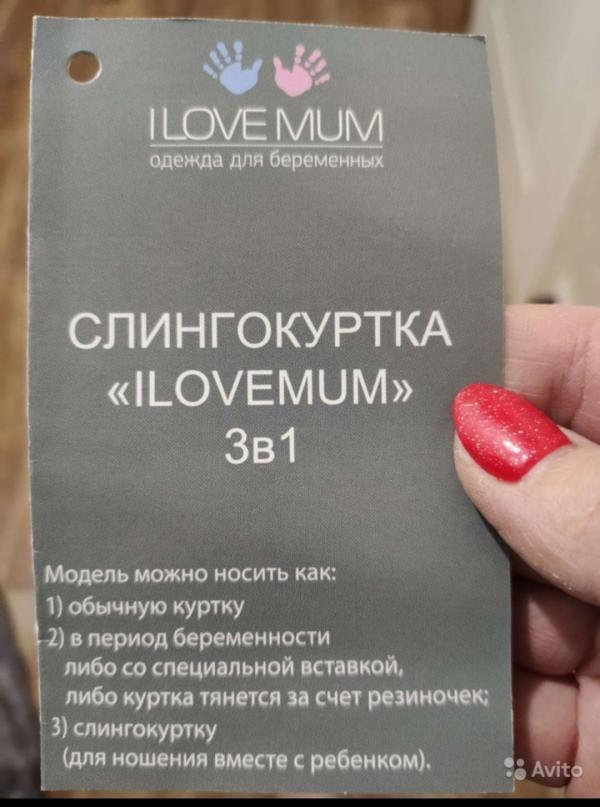 I LOVE MUM
одежда для беременных
СЛИНГОКУРТКА
«ILOVEMUM»
3в1
Модель можно носить как:
1) обычную куртку
2) в период беременности
либо со специальной вставкой,
либо куртка тянется за счет резиночек;
3) слингокуртку
(для ношения вместе с ребенком).
Avito